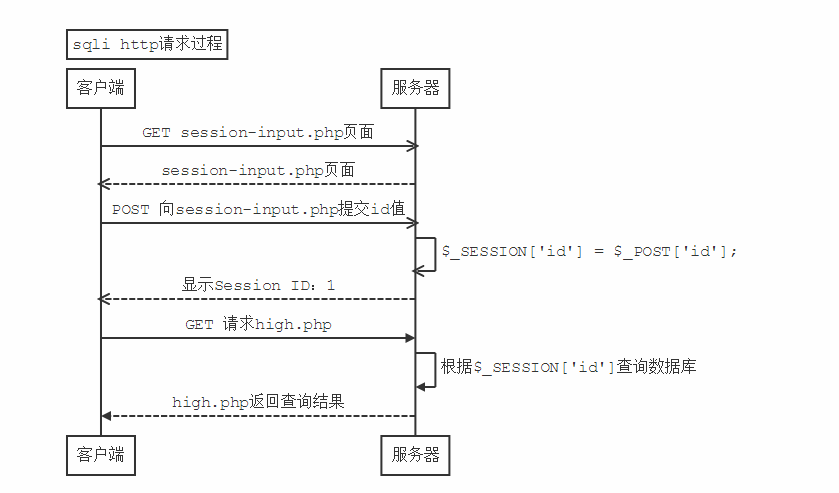 sqli http请求过程
客户端
服务器
GET session-input.php页面
session-input.php页面
POST 向session-input.php提交id值
$_SESSION['id'] = $_POST['id'];
显示Session ID：1
GET 请求high.php
根据$_SESSION['id']查询数据库
high.php返回查询结果
客户端
服务器